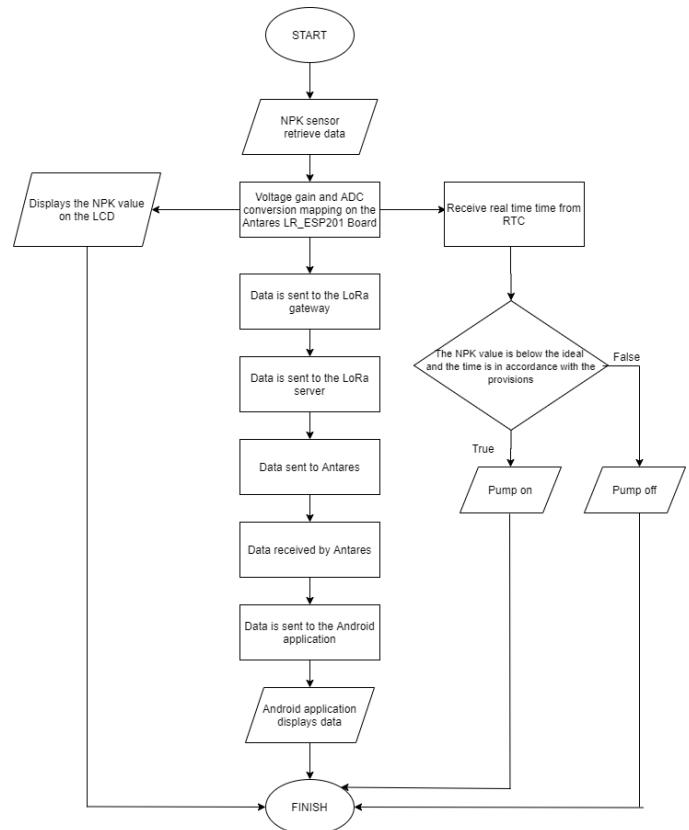 START
NPK sensor
retrieve data
Displays the NPK value
on the LCD
Voltage gain and ADC
conversion mapping on the
Antares LR_ESP201 Board
Receive real time time from
RTC
Data is sent to the LoRa
gateway
The NPK value is below the ideal
and the time is in accordance with the
provisions
False
Data is sent to the LoRa
server
True
Data sent to Antares
Pump on
Pump off
Data received by Antares
Data is sent to the Android
application
Android application
displays data
FINISH